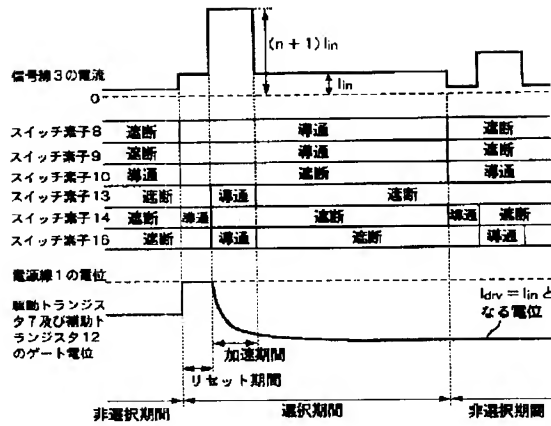 (n + 1) Iin
信号線3の電流
Iin
0
スイッチ素子8 遮断 導通 遮断
スイッチ素子9 遮断 導通 遮断
スイッチ素子10 導通 遮断 導通
スイッチ素子13 遮断 導通 遮断
スイッチ素子14 遮断 導通 遮断 導通 遮断
スイッチ素子16 遮断 導通 遮断 導通
電源線1の電位
駆動トランジス
タ7及び補助ト
ランジスタ12
のゲート電位
Idrv = Iin と
なる電位
加速期間
リセット期間
非選択期間 選択期間 非選択期間